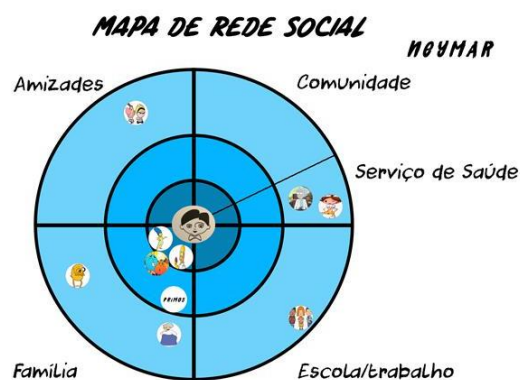 MAPA DE REDE SOCIAL
NEYMAR
Amizades
Comunidade
Serviço de Saúde
PRIMOS
Família
Escola/trabalho